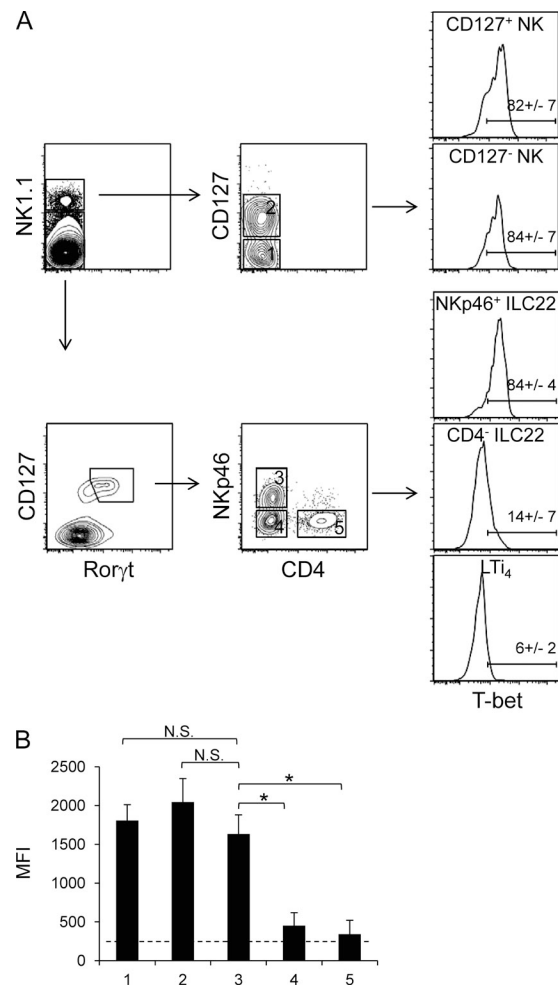 A
CD127+ NK
82+/- 7
NK1.1
CD127
2
1
CD127- NK
84+/- 7
NKp46+ ILC22
84+/- 4
CD127
Rorγt
NKp46
3
4
5
CD4
CD4- ILC22
14+/- 7
LTi4
6+/- 2
T-bet
B
N.S.
N.S.
*
*
MFI
2500
2000
1500
1000
500
0
1 2 3 4 5